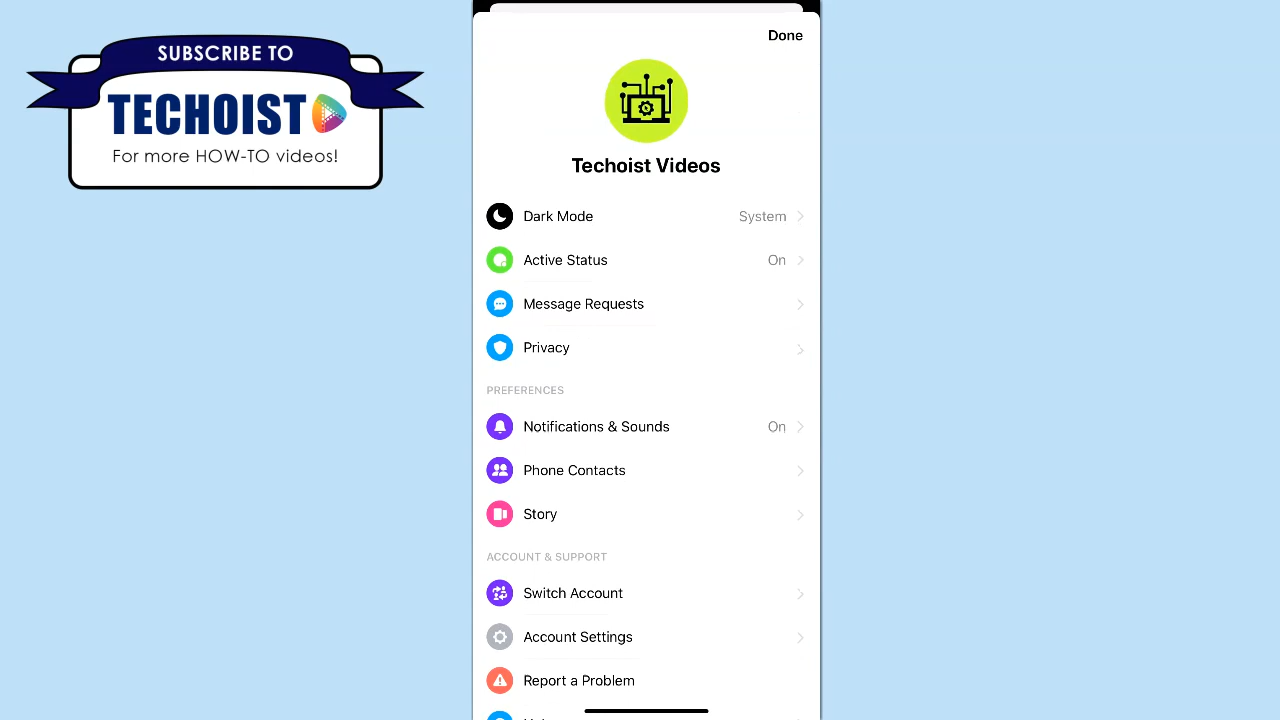 SUBSCRIBE TO
TECHOIST
For more HOW-TO videos!
Done
Techoist Videos
Dark Mode System
Active Status On
Message Requests
Privacy
PREFERENCES
Notifications & Sounds On
Phone Contacts
Story
ACCOUNT & SUPPORT
Switch Account
Account Settings
Report a Problem